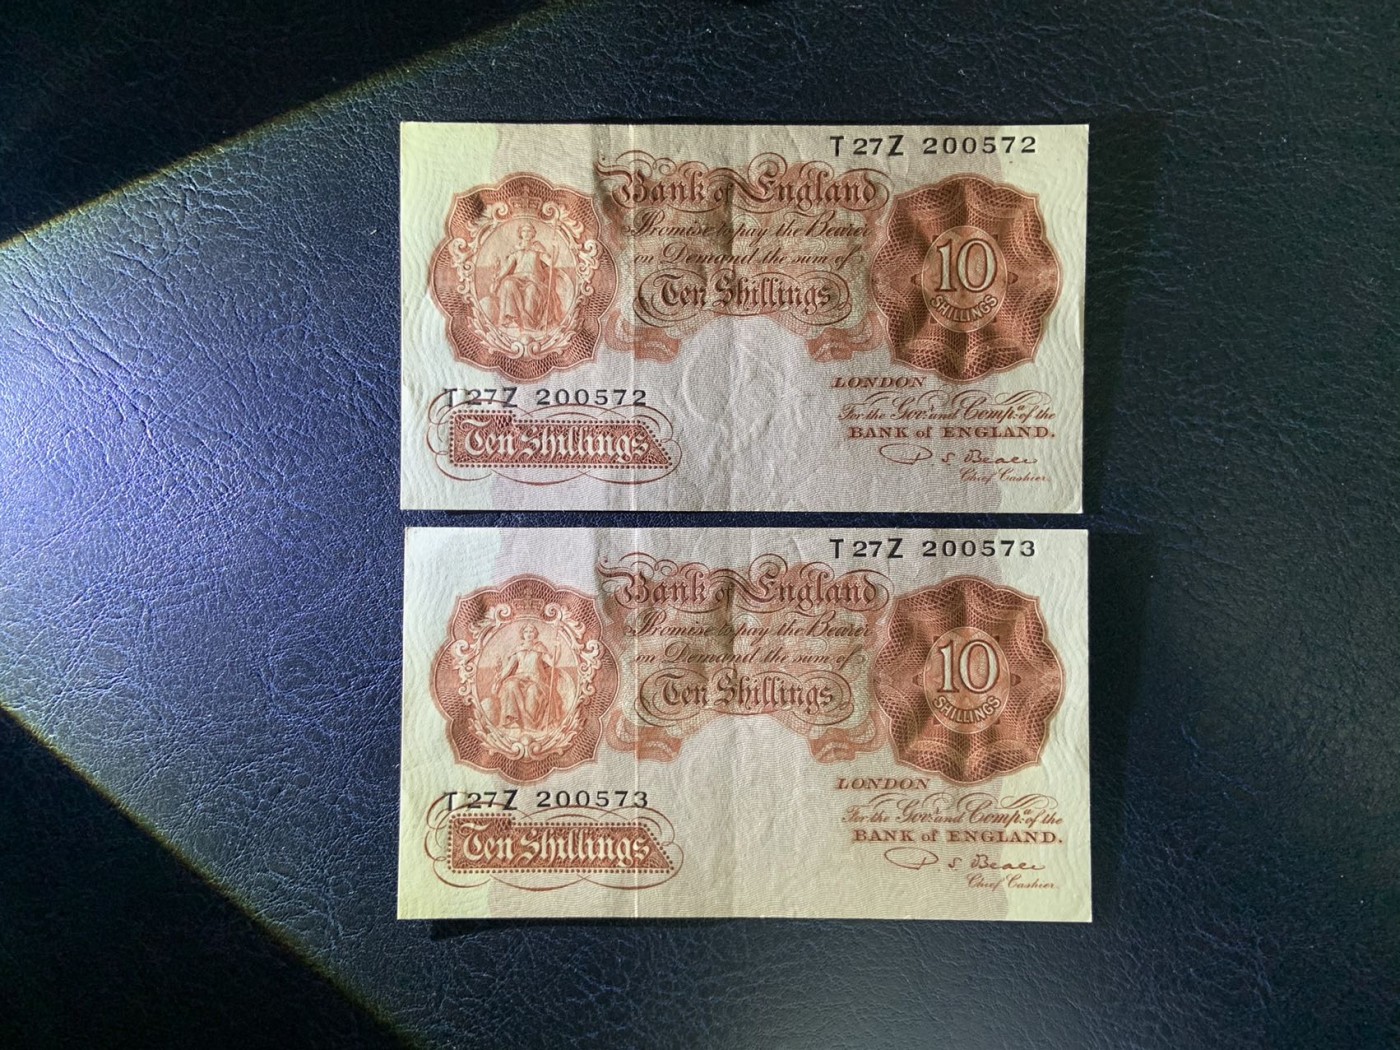 T27Z 200572
Bank of England
Promise to pay the Bearer
on Demand the sum of
Ten Shillings
10
SHILLINGS
T27Z 200572
Ten Shillings
LONDON
For the Govr. and Compa. of the
BANK of ENGLAND.
P. S. Beale
Chief Cashier.
T27Z 200573
Bank of England
Promise to pay the Bearer
on Demand the sum of
Ten Shillings
10
SHILLINGS
T27Z 200573
Ten Shillings
LONDON
For the Govr. and Compa. of the
BANK of ENGLAND.
P. S. Beale
Chief Cashier.